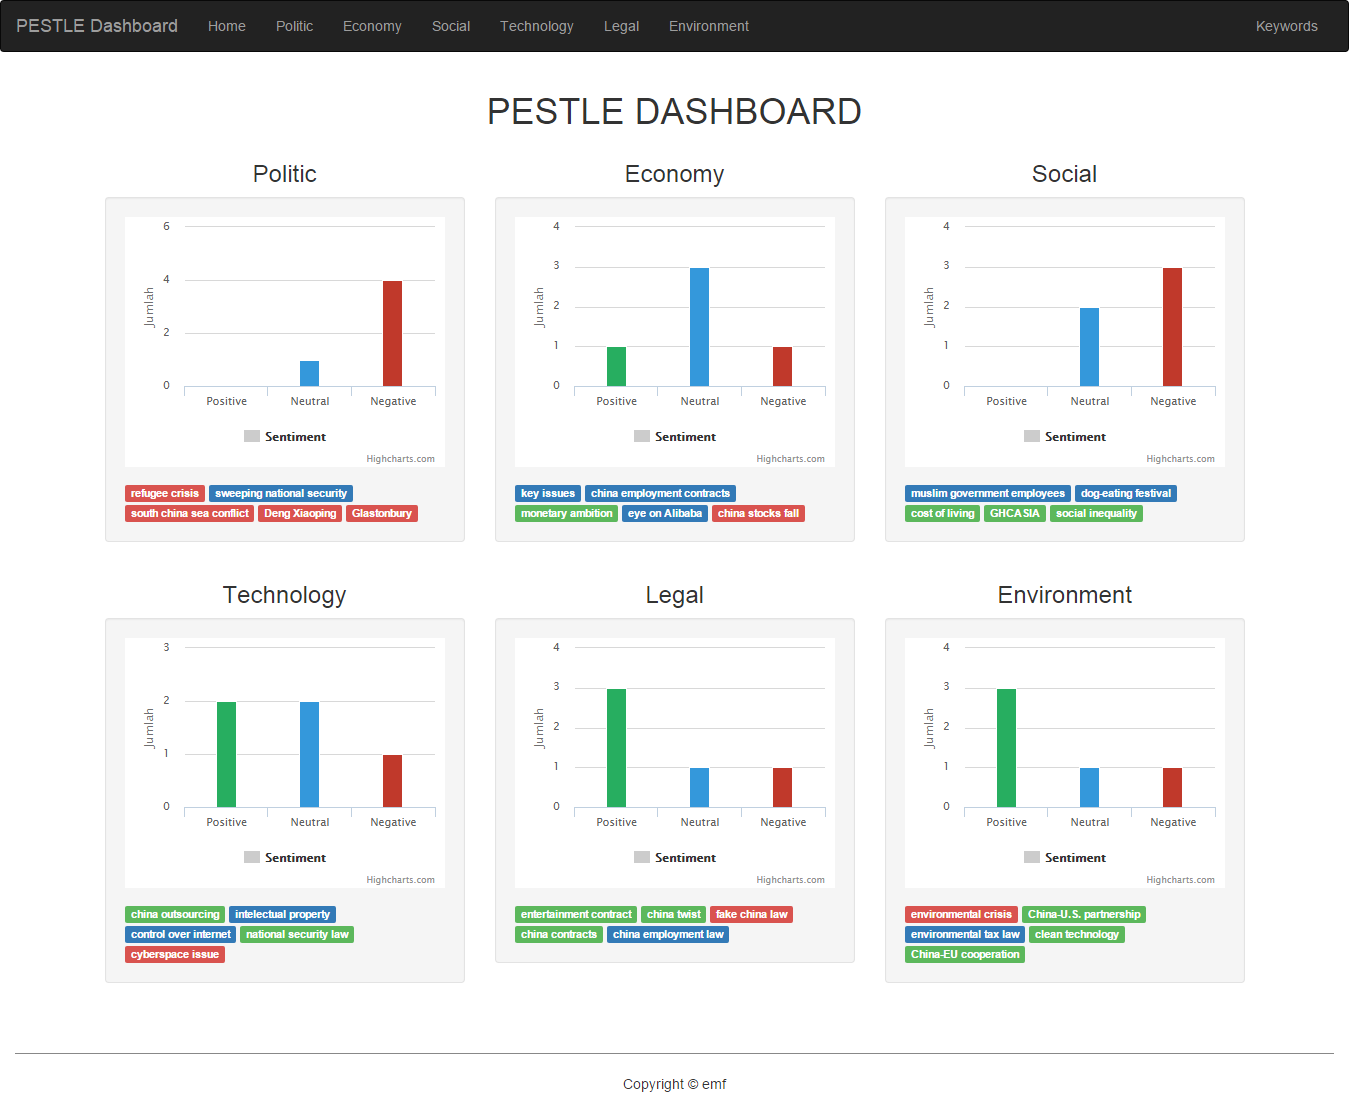 PESTLE Dashboard Home Politic Economy Social Technology Legal Environment Keywords
PESTLE DASHBOARD
Politic
6
4
2
0
Jumlah
Positive Neutral Negative
Sentiment
Highcharts.com
refugee crisis sweeping national security
south china sea conflict Deng Xiaoping Glastonbury
Economy
4
3
2
1
0
Jumlah
Positive Neutral Negative
Sentiment
Highcharts.com
key issues china employment contracts
monetary ambition eye on Alibaba china stocks fall
Social
4
3
2
1
0
Jumlah
Positive Neutral Negative
Sentiment
Highcharts.com
muslim government employees dog-eating festival
cost of living GHCASIA social inequality
Technology
3
2
1
0
Jumlah
Positive Neutral Negative
Sentiment
Highcharts.com
china outsourcing intelectual property
control over internet national security law
cyberspace issue
Legal
4
3
2
1
0
Jumlah
Positive Neutral Negative
Sentiment
Highcharts.com
entertainment contract china twist fake china law
china contracts china employment law
Environment
4
3
2
1
0
Jumlah
Positive Neutral Negative
Sentiment
Highcharts.com
environmental crisis China-U.S. partnership
environmental tax law clean technology
China-EU cooperation
Copyright © emf